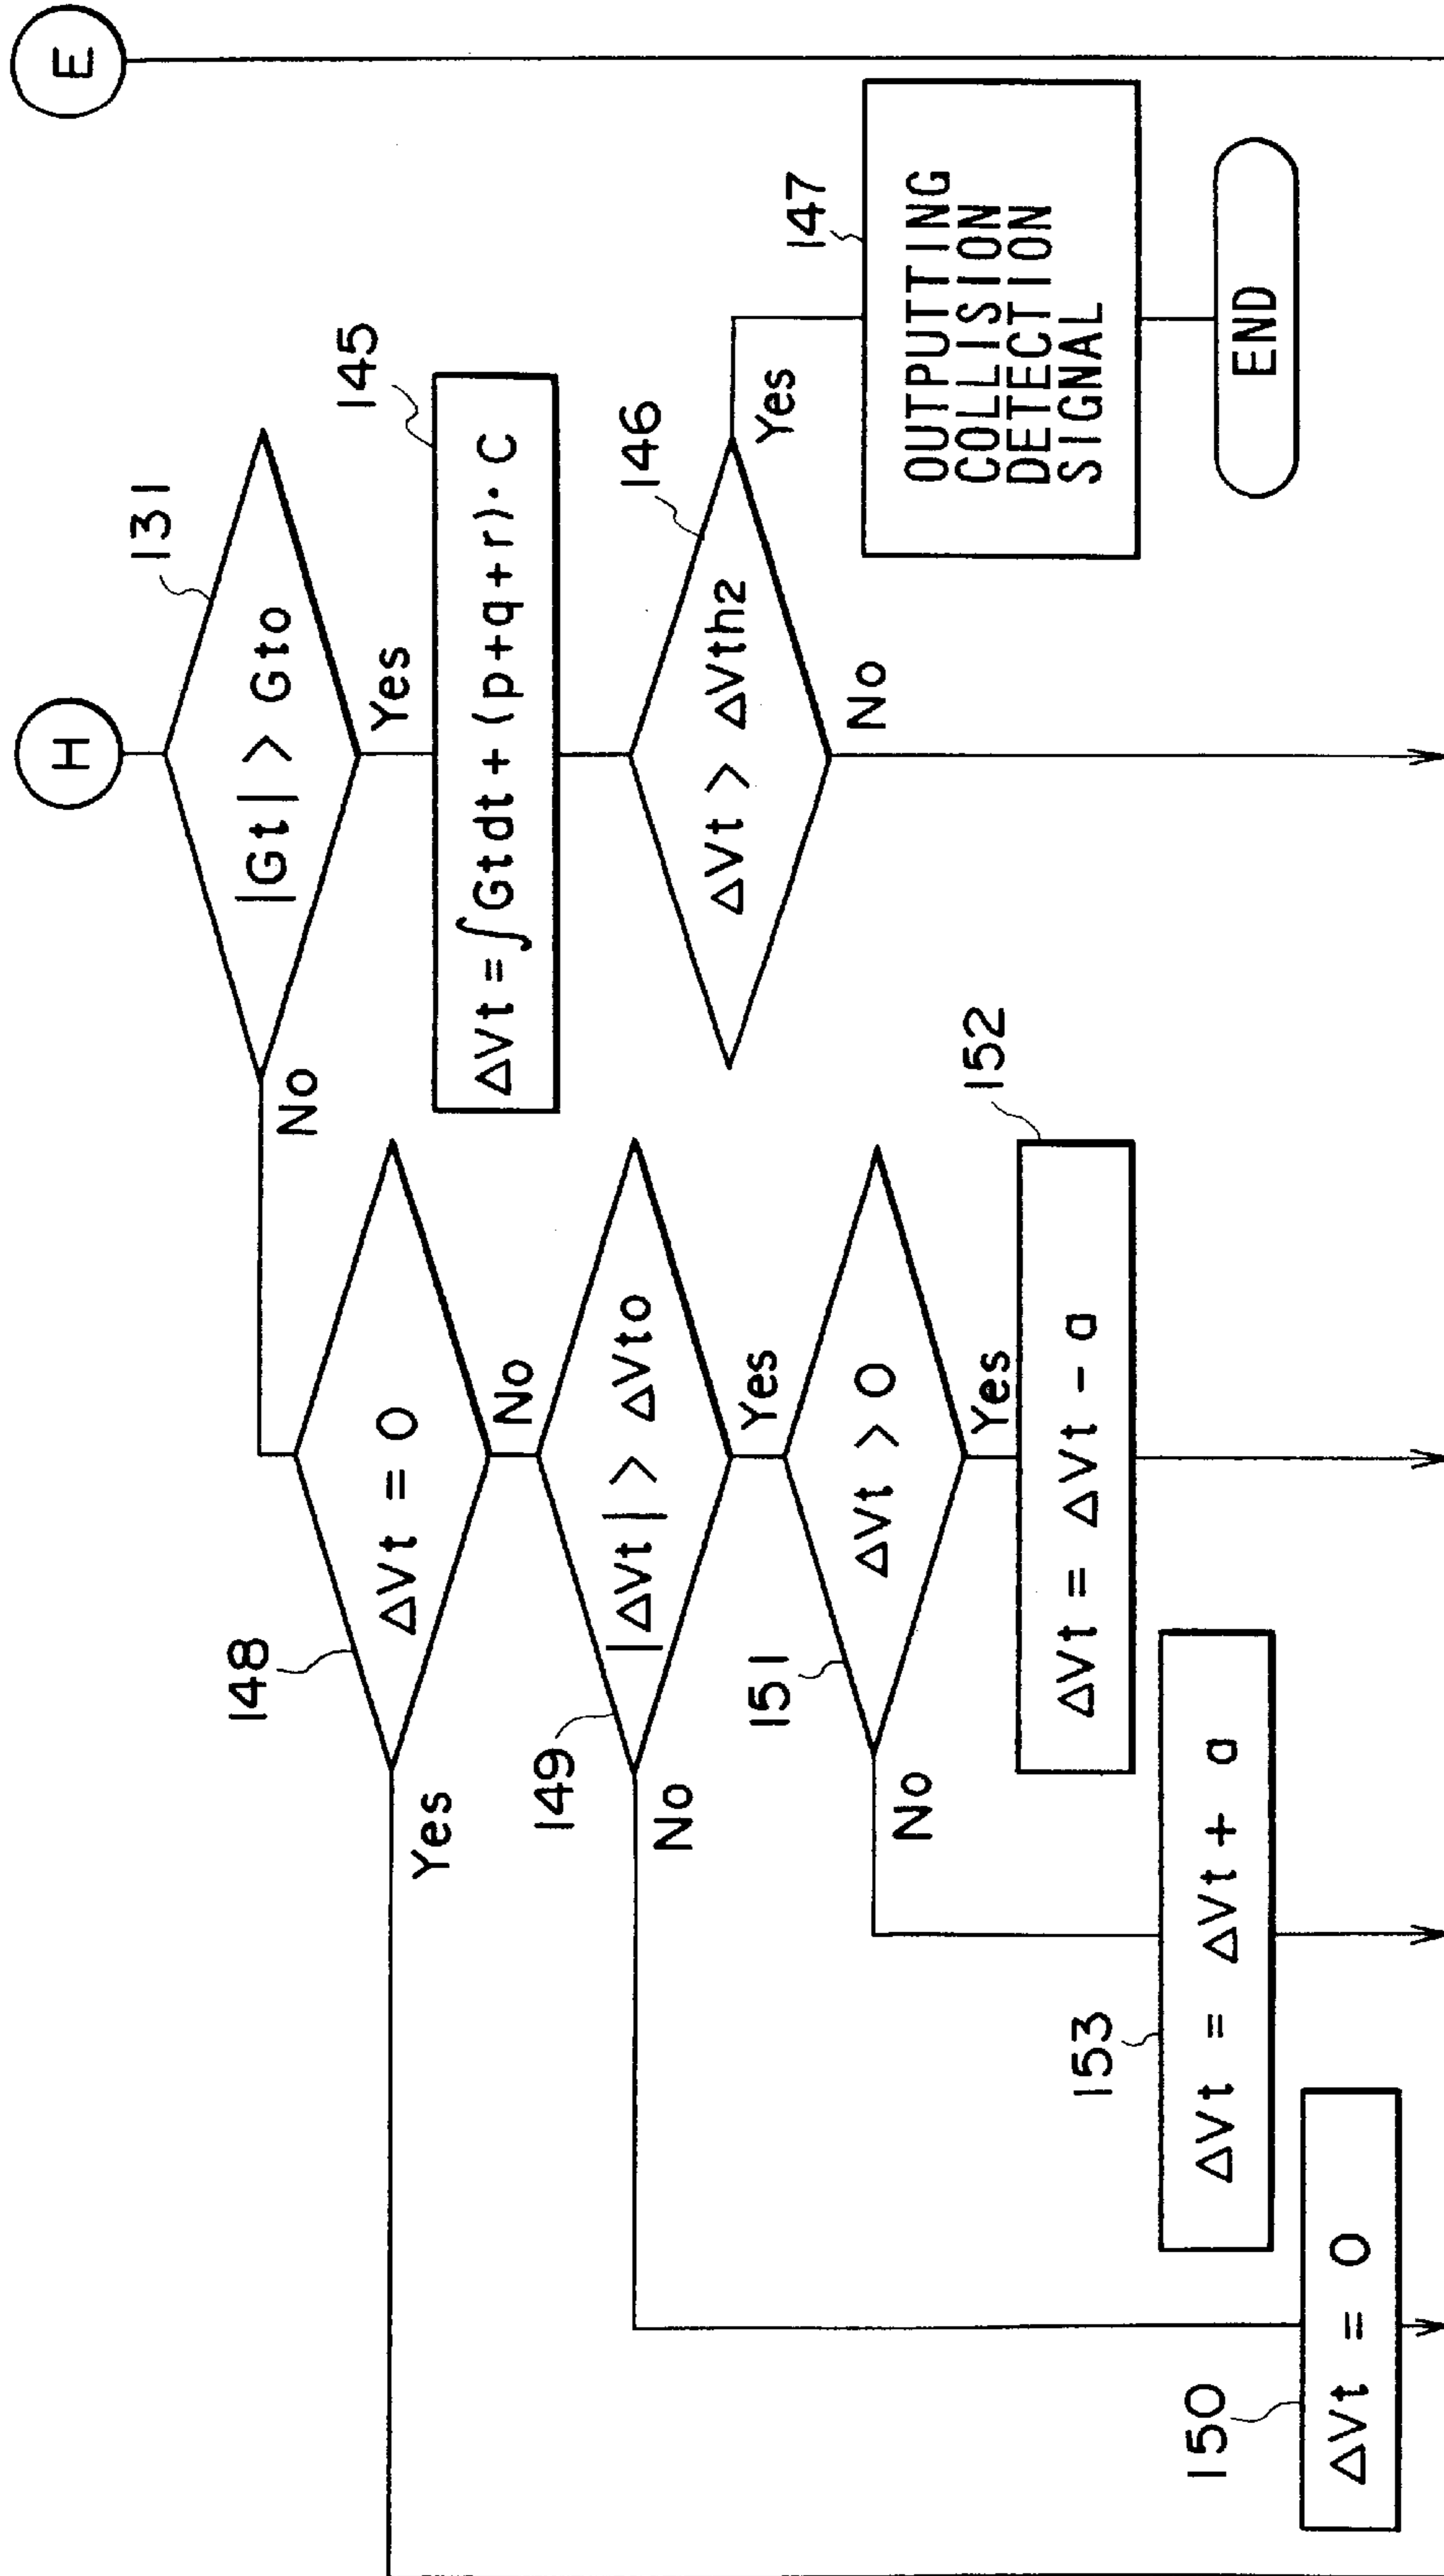 H
E
131
|Gt| > Gto
No
Yes
145
ΔVt = ∫Gtdt + (p+q+r)·C
146
ΔVt > ΔVth2
Yes
No
147
OUTPUTTING
COLLISION
DETECTION
SIGNAL
END
148
ΔVt = 0
Yes
No
149
|ΔVt| > ΔVto
No
Yes
151
ΔVt > 0
No
Yes
152
ΔVt = ΔVt - a
153
ΔVt = ΔVt + a
150
ΔVt = 0